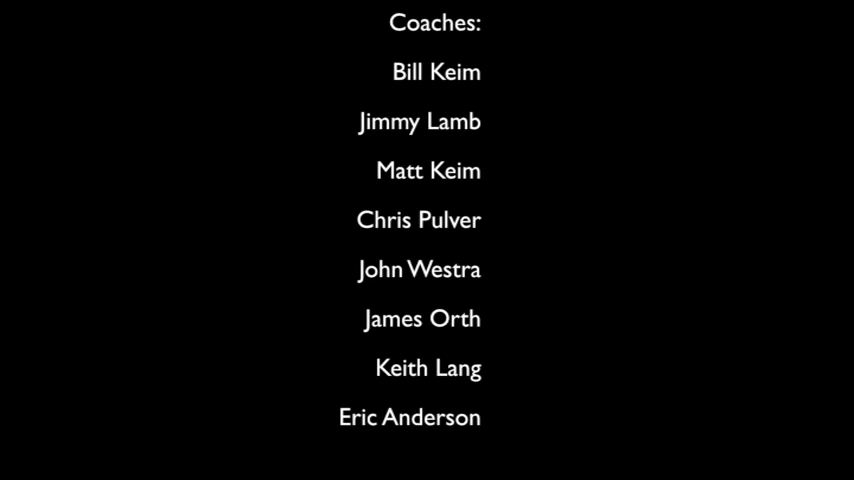 Coaches:
Bill Keim
Jimmy Lamb
Matt Keim
Chris Pulver
John Westra
James Orth
Keith Lang
Eric Anderson